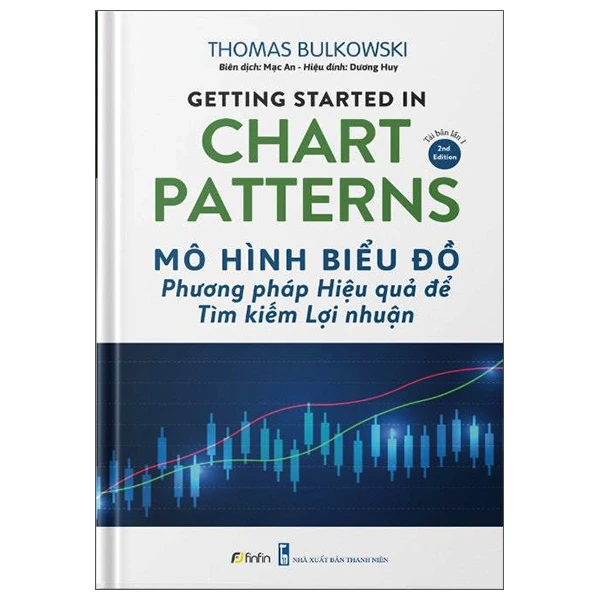 THOMAS BULKOWSKI
Biên dịch: Mạc An - Hiệu đính: Dương Huy
GETTING STARTED IN
CHART
PATTERNS
Tái bản lần 1
2nd
Edition
MÔ HÌNH BIỂU ĐỒ
Phương pháp Hiệu quả để
Tìm kiếm Lợi nhuận
finfin
NHÀ XUẤT BẢN THANH NIÊN